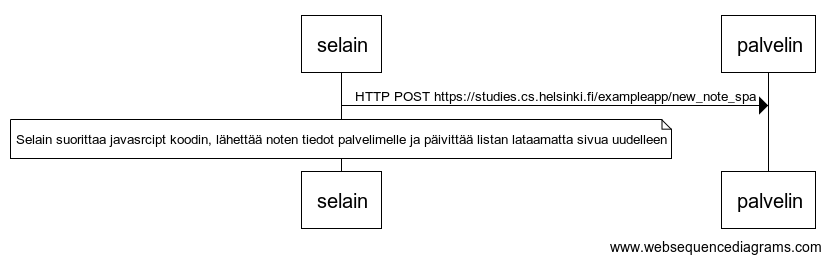 selain palvelin
HTTP POST https://studies.cs.helsinki.fi/exampleapp/new_note_spa
Selain suorittaa javasrcipt koodin, lähettää noten tiedot palvelimelle ja päivittää listan lataamatta sivua uudelleen
selain palvelin
www.websequencediagrams.com